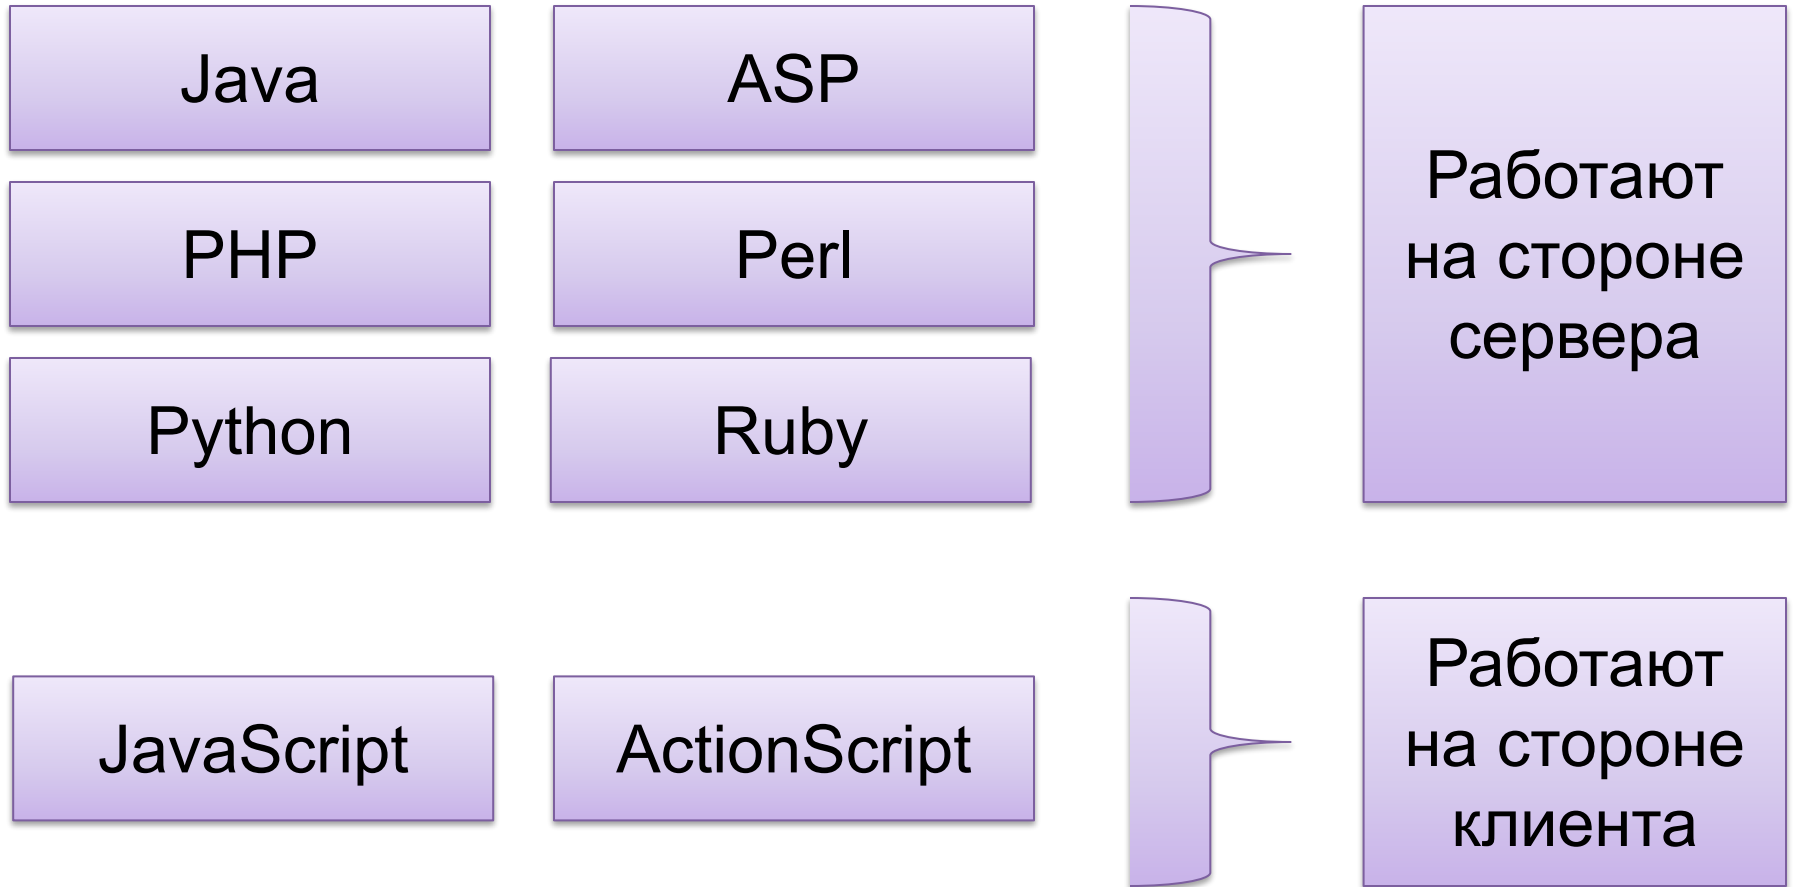 Java
ASP
PHP
Perl
Python
Ruby
Работают
на стороне
сервера
JavaScript
ActionScript
Работают
на стороне
клиента